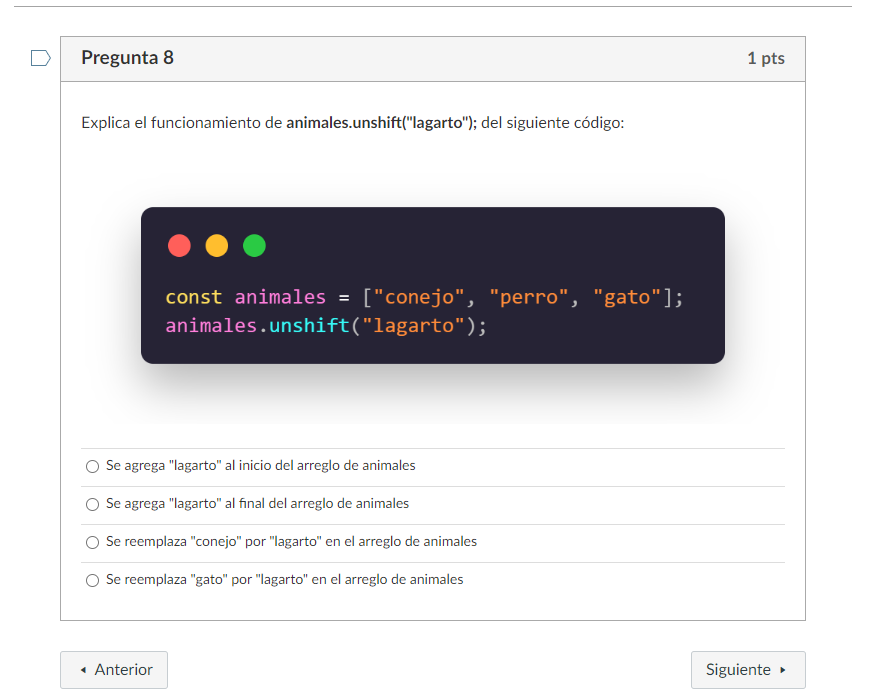 Pregunta 8
1 pts
Explica el funcionamiento de animales.unshift("lagarto"); del siguiente código:
const animales = ["conejo", "perro", "gato"];
animales.unshift("lagarto");
Se agrega "lagarto" al inicio del arreglo de animales
Se agrega "lagarto" al final del arreglo de animales
Se reemplaza "conejo" por "lagarto" en el arreglo de animales
Se reemplaza "gato" por "lagarto" en el arreglo de animales
Anterior
Siguiente